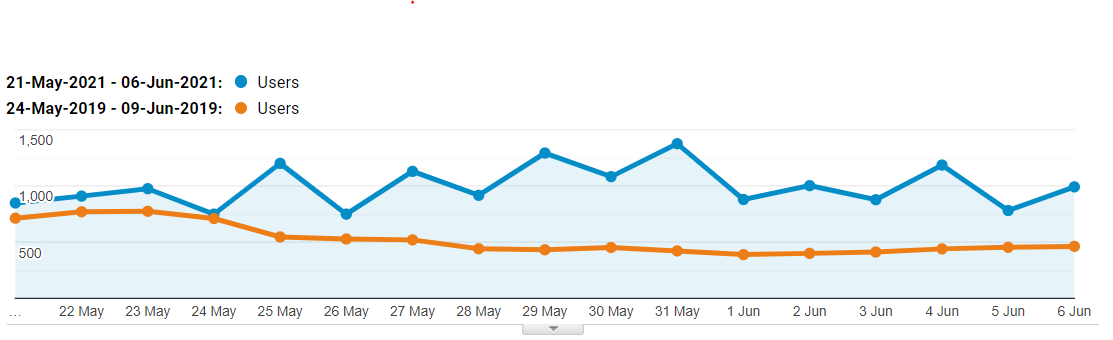 21-May-2021 - 06-Jun-2021: Users
24-May-2019 - 09-Jun-2019: Users
1,500
1,000
500
... 22 May 23 May 24 May 25 May 26 May 27 May 28 May 29 May 30 May 31 May 1 Jun 2 Jun 3 Jun 4 Jun 5 Jun 6 Jun